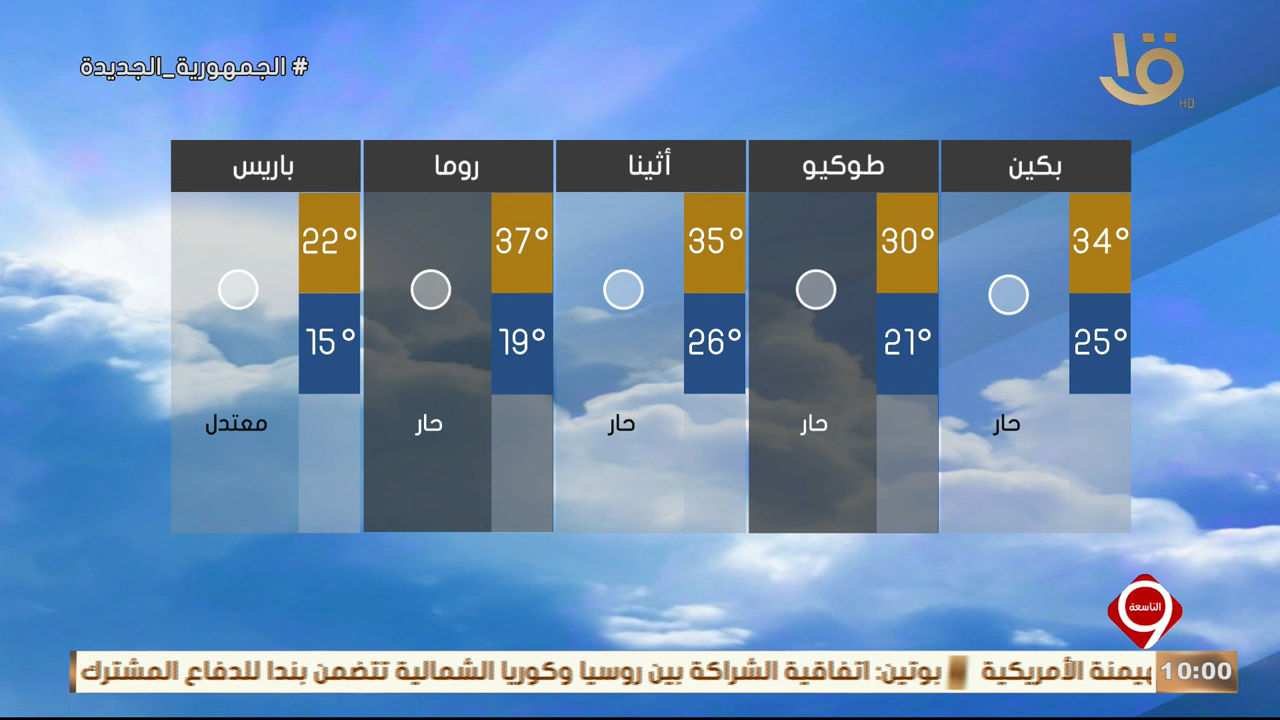 # الجمهورية_الجديدة
HD
بكين
طوكيو
أثينا
روما
باريس
34°
30°
35°
37°
22°
25°
21°
26°
19°
15°
حار
حار
حار
حار
معتدل
التاسعة
9
10:00
هيمنة الأمريكية
بوتين: اتفاقية الشراكة بين روسيا وكوريا الشمالية تتضمن بندا للدفاع المشترك